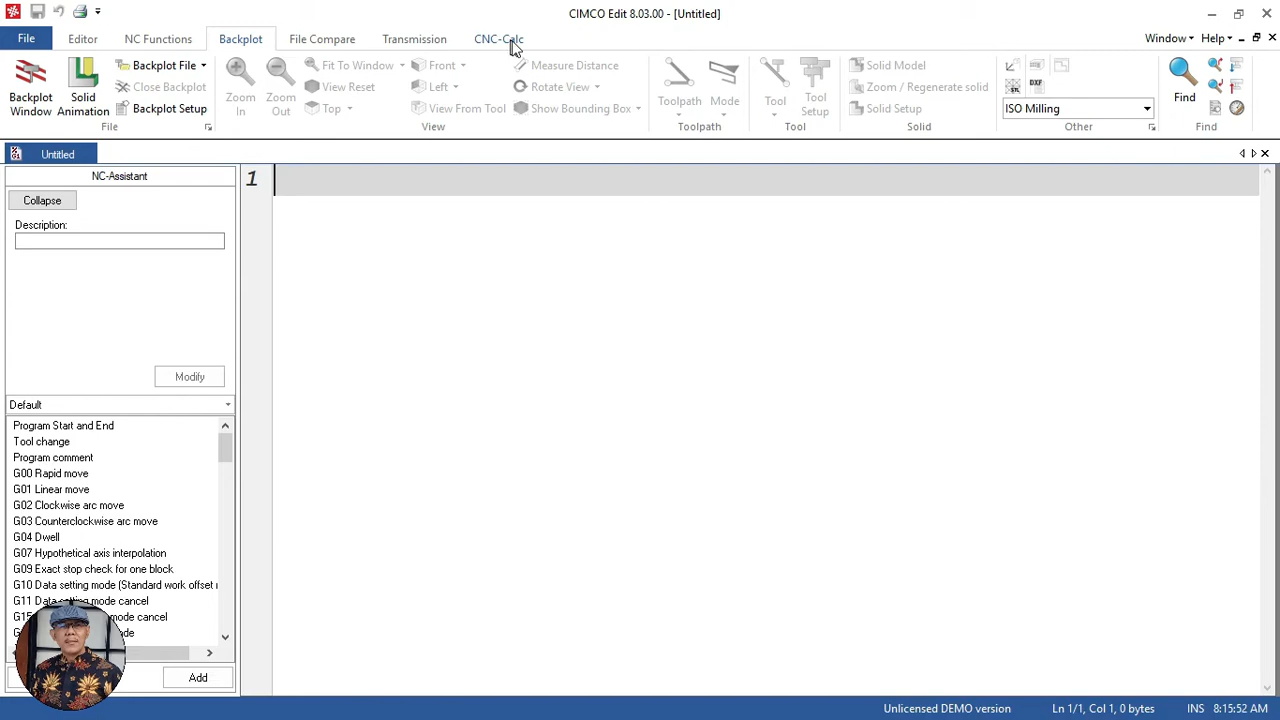 CIMCO Edit 8.03.00 - [Untitled]
File Editor NC Functions Backplot File Compare Transmission CNC-Calc Window Help
Backplot Window
Solid Animation
Backplot File
Close Backplot
Backplot Setup
File
Zoom In
Zoom Out
Fit To Window
View Reset
Top
Front
Left
View From Tool
Measure Distance
Rotate View
Show Bounding Box
View
Toolpath
Mode
Toolpath
Tool
Tool Setup
Tool
Solid Model
Zoom / Regenerate solid
Solid Setup
Solid
ISO Milling
Other
Find
Find
Untitled
NC-Assistant
Collapse
Description:
Modify
Default
Program Start and End
Tool change
Program comment
G00 Rapid move
G01 Linear move
G02 Clockwise arc move
G03 Counterclockwise arc move
G04 Dwell
G07 Hypothetical axis interpolation
G09 Exact stop check for one block
G10 Data setting mode (Standard work offset
G11 Data setting mode cancel
mode cancel
Add
1
Unlicensed DEMO version Ln 1/1, Col 1, 0 bytes INS 8:15:52 AM